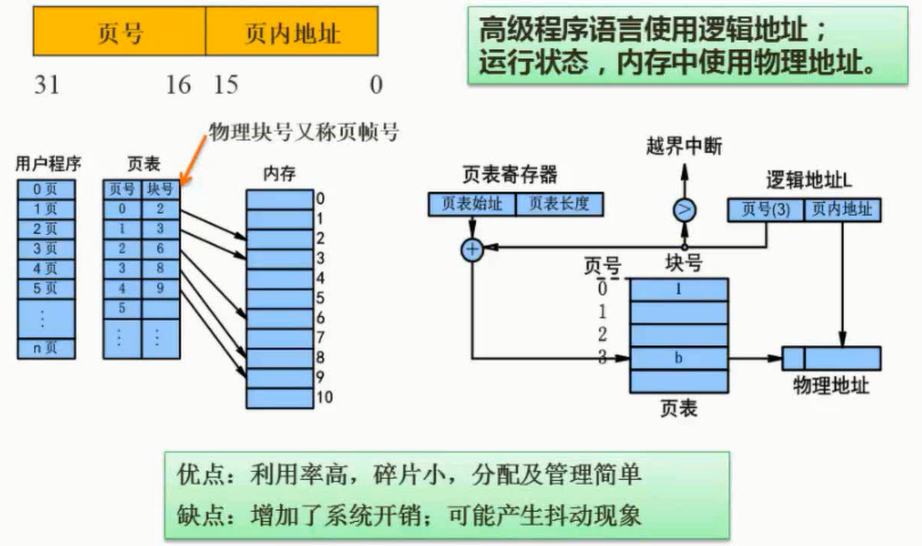 页号 页内地址
31 16 15 0
高级程序语言使用逻辑地址；
运行状态，内存中使用物理地址。
物理块号又称页帧号
用户程序
0页
1页
2页
3页
4页
5页
⋮
n页
页表
页号 块号
0 2
1 3
2 6
3 8
4 9
5
⋮ ⋮
内存
0
1
2
3
4
5
6
7
8
9
10
越界中断
页表寄存器
页表始址 页表长度
>
逻辑地址L
页号(3) 页内地址
+
页号 块号
0 1
1
2
3 b
页表
物理地址
优点：利用率高，碎片小，分配及管理简单
缺点：增加了系统开销；可能产生抖动现象